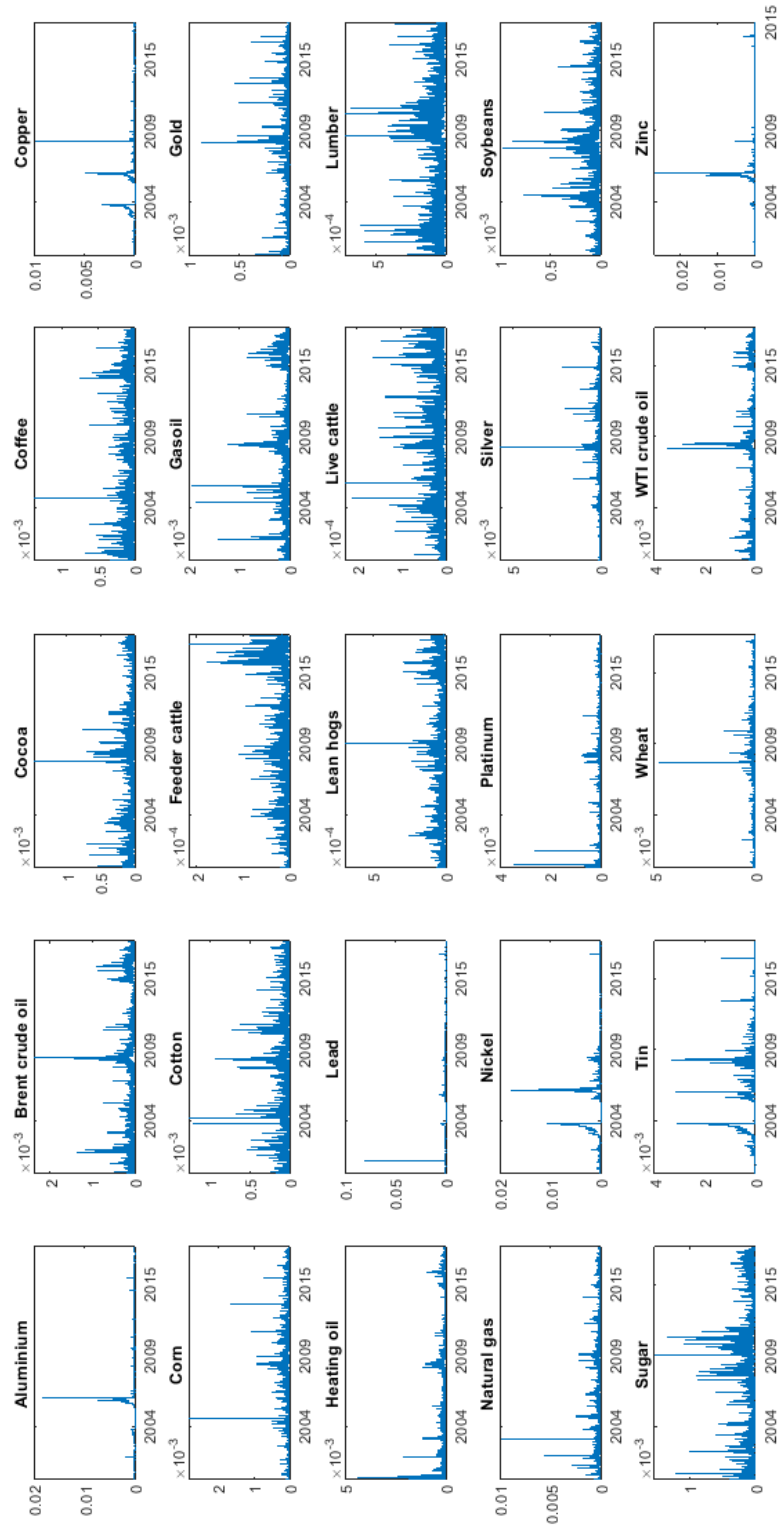 Aluminium
0.02
0.01
0
2004 2009 2015
×10⁻³ Brent crude oil
2
1
0
2004 2009 2015
×10⁻³ Cocoa
1
0.5
0
2004 2009 2015
×10⁻³ Coffee
1
0.5
0
2004 2009 2015
Copper
0.01
0.005
0
2004 2009 2015
×10⁻³ Corn
2
1
0
2004 2009 2015
×10⁻³ Cotton
1
0.5
0
2004 2009 2015
×10⁻⁴ Feeder cattle
2
1
0
2004 2009 2015
×10⁻³ Gasoil
2
1
0
2004 2009 2015
×10⁻³ Gold
1
0.5
0
2004 2009 2015
×10⁻³ Heating oil
5
0
2004 2009 2015
Lead
0.1
0.05
0
2004 2009 2015
×10⁻⁴ Lean hogs
5
0
2004 2009 2015
×10⁻⁴ Live cattle
2
1
0
2004 2009 2015
×10⁻⁴ Lumber
5
0
2004 2009 2015
Natural gas
0.01
0.005
0
2004 2009 2015
Nickel
0.02
0.01
0
2004 2009 2015
×10⁻³ Platinum
4
2
0
2004 2009 2015
×10⁻³ Silver
5
0
2004 2009 2015
×10⁻³ Soybeans
1
0.5
0
2004 2009 2015
×10⁻³ Sugar
1
0
2004 2009 2015
×10⁻³ Tin
4
2
0
2004 2009 2015
×10⁻³ Wheat
5
0
2004 2009 2015
×10⁻³ WTI crude oil
4
2
0
2004 2009 2015
Zinc
0.02
0.01
0
2004 2009 2015